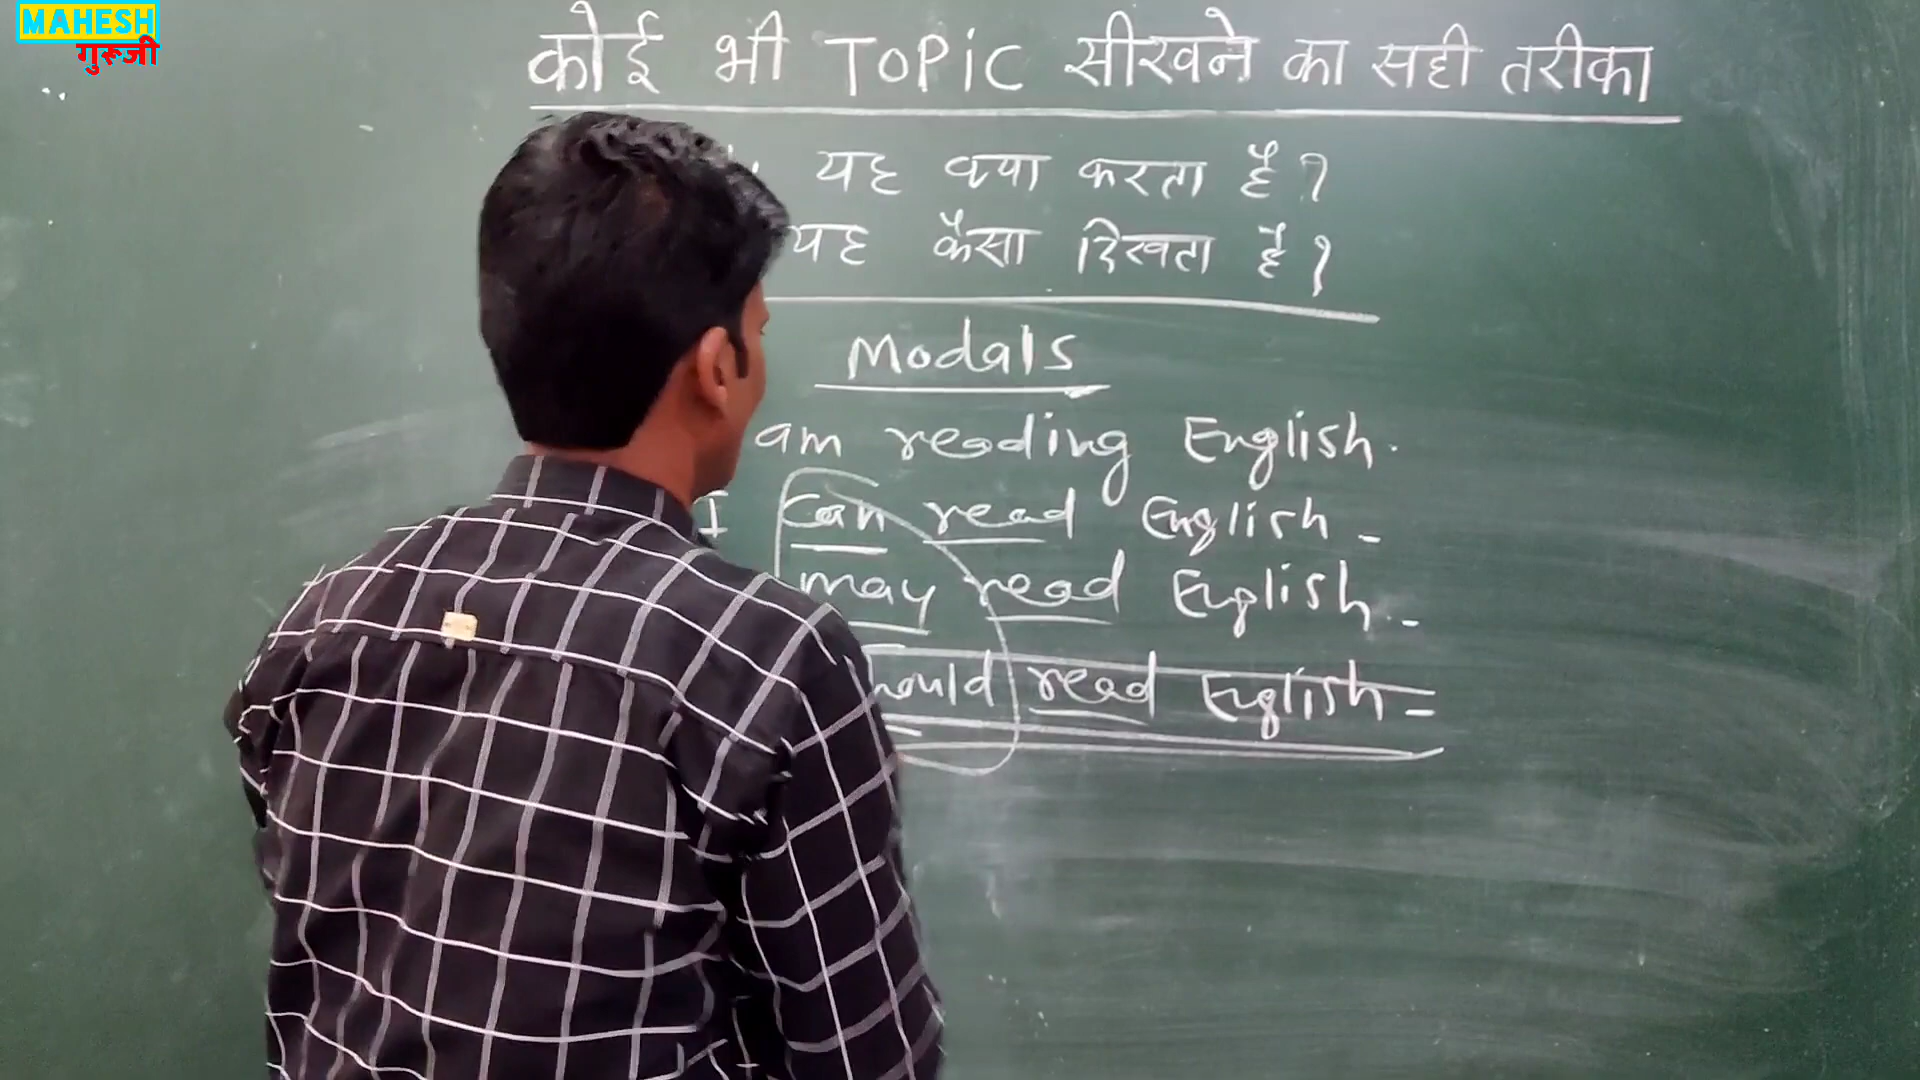 MAHESH
गुरूजी
कोई भी TOPIC सीखने का सही तरीका
यह क्या करता है?
यह कैसा दिखता है?
Modals
am reading English.
I can read English -
may read English -
read English =